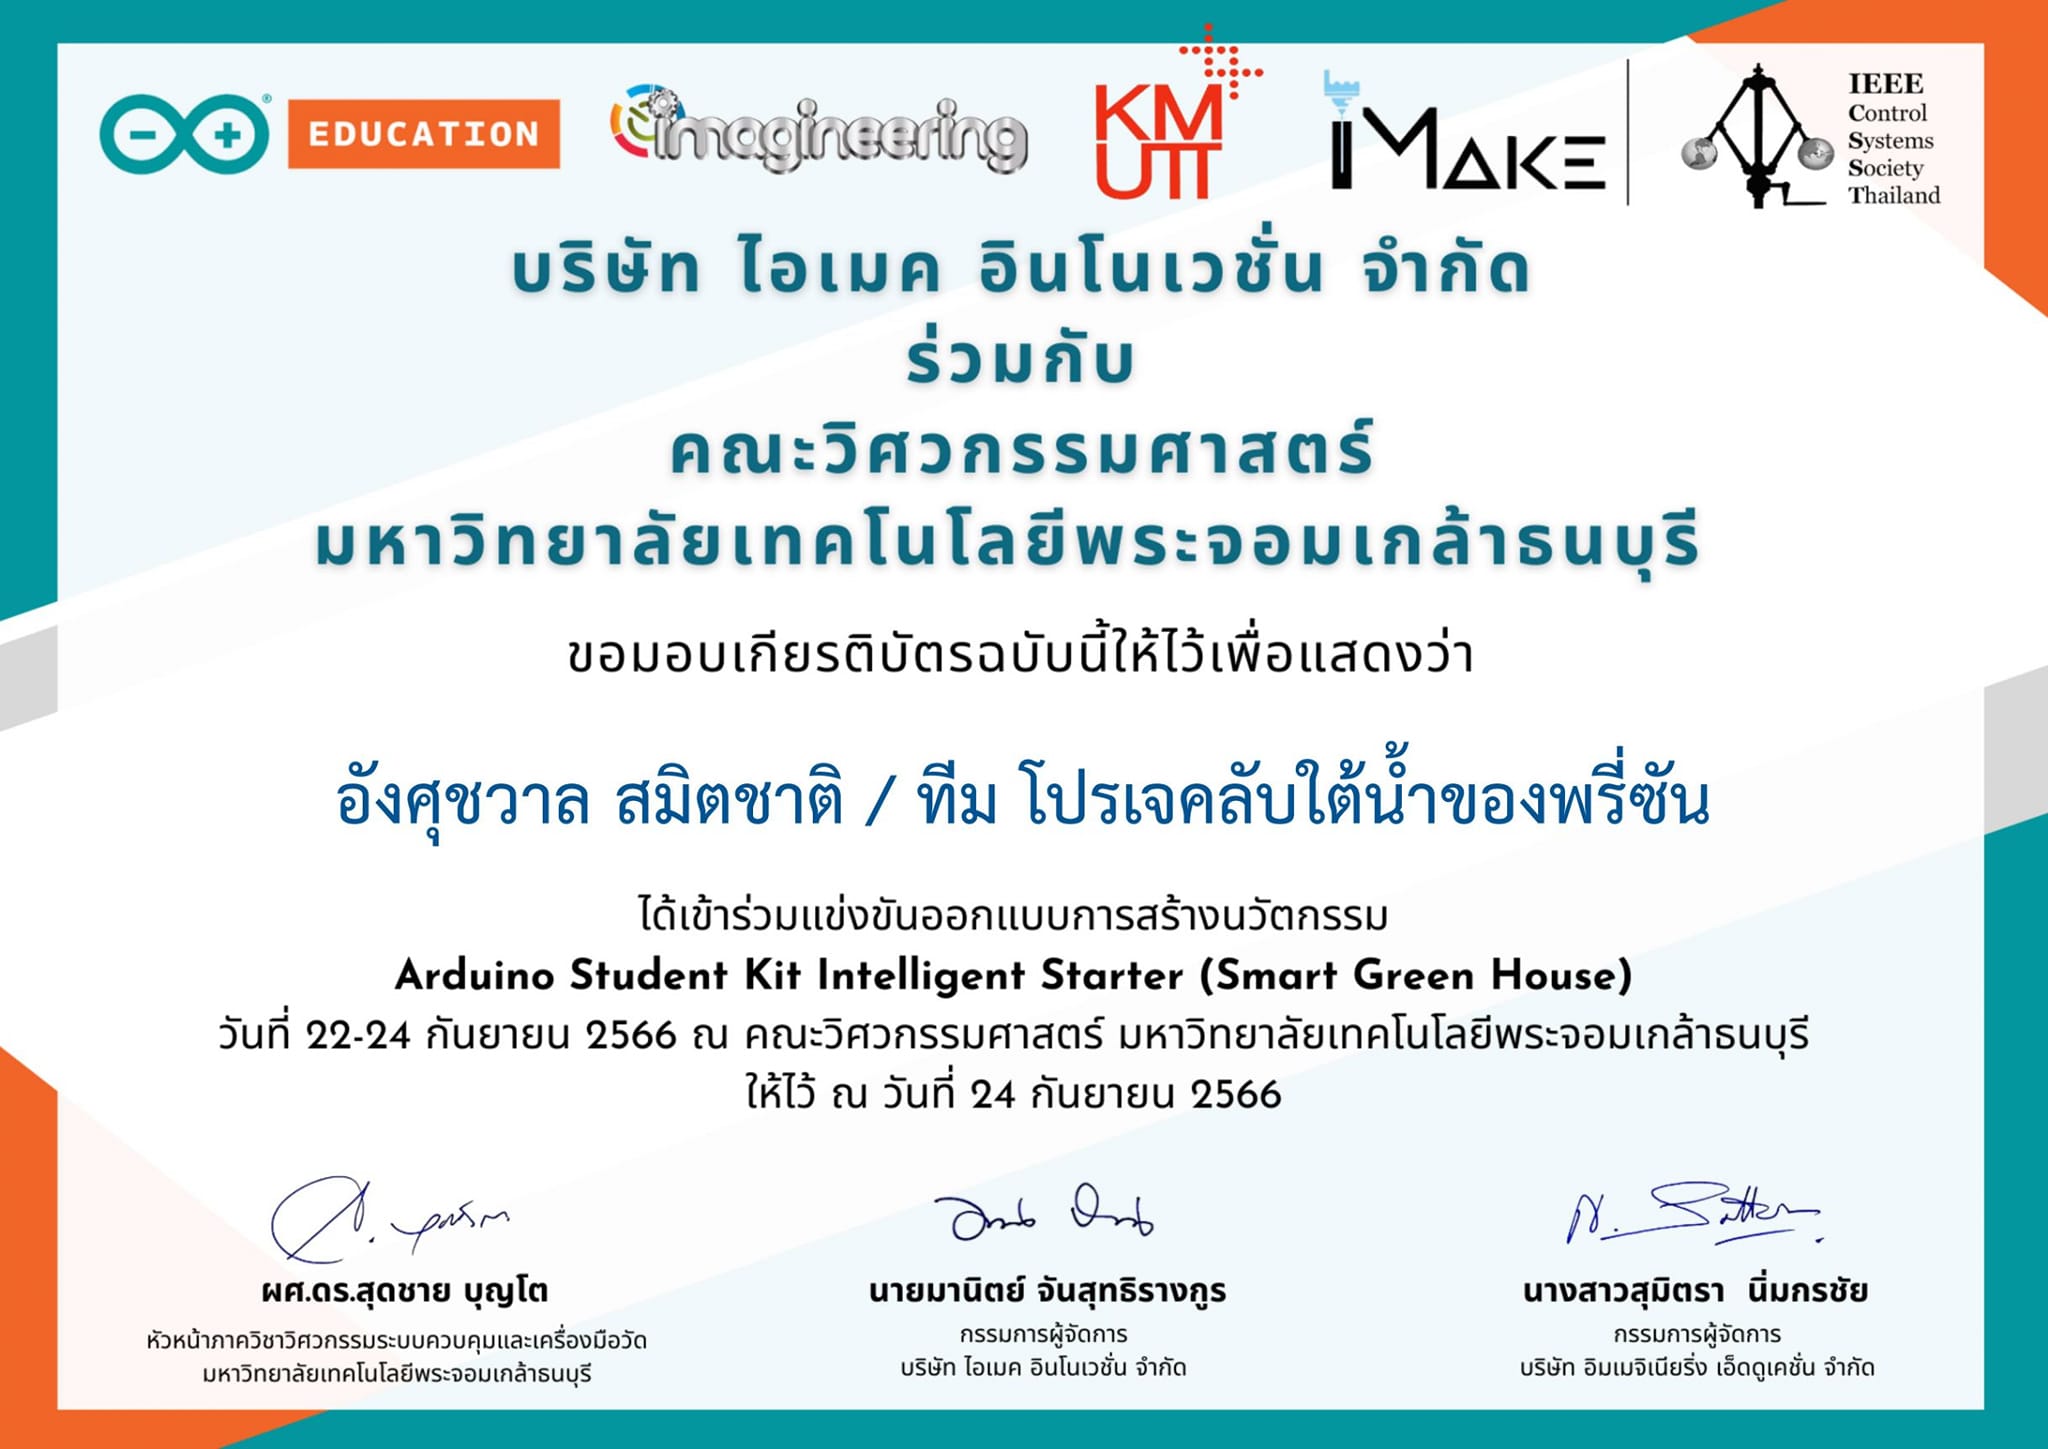 EDUCATION
imagineering
KMUTT
iMAKE
IEEE
Control
Systems
Society
Thailand
บริษัท ไอเมค อินโนเวชั่น จำกัด
ร่วมกับ
คณะวิศวกรรมศาสตร์
มหาวิทยาลัยเทคโนโลยีพระจอมเกล้าธนบุรี
ขอมอบเกียรติบัตรฉบับนี้ให้ไว้เพื่อแสดงว่า
อังศุชวาล สมิตชาติ / ทีม โปรเจคลับใต้น้ำของพรี่ซัน
ได้เข้าร่วมแข่งขันออกแบบการสร้างนวัตกรรม
Arduino Student Kit Intelligent Starter (Smart Green House)
วันที่ 22-24 กันยายน 2566 ณ คณะวิศวกรรมศาสตร์ มหาวิทยาลัยเทคโนโลยีพระจอมเกล้าธนบุรี
ให้ไว้ ณ วันที่ 24 กันยายน 2566
ผศ.ดร.สุดชาย บุญโต
หัวหน้าภาควิชาวิศวกรรมระบบควบคุมและเครื่องมือวัด
มหาวิทยาลัยเทคโนโลยีพระจอมเกล้าธนบุรี
นายมานิตย์ จันสุทธิรางกูร
กรรมการผู้จัดการ
บริษัท ไอเมค อินโนเวชั่น จำกัด
นางสาวสุมิตรา นิ่มกรชัย
กรรมการผู้จัดการ
บริษัท อิมเมจิเนียริ่ง เอ็ดดูเคชั่น จำกัด